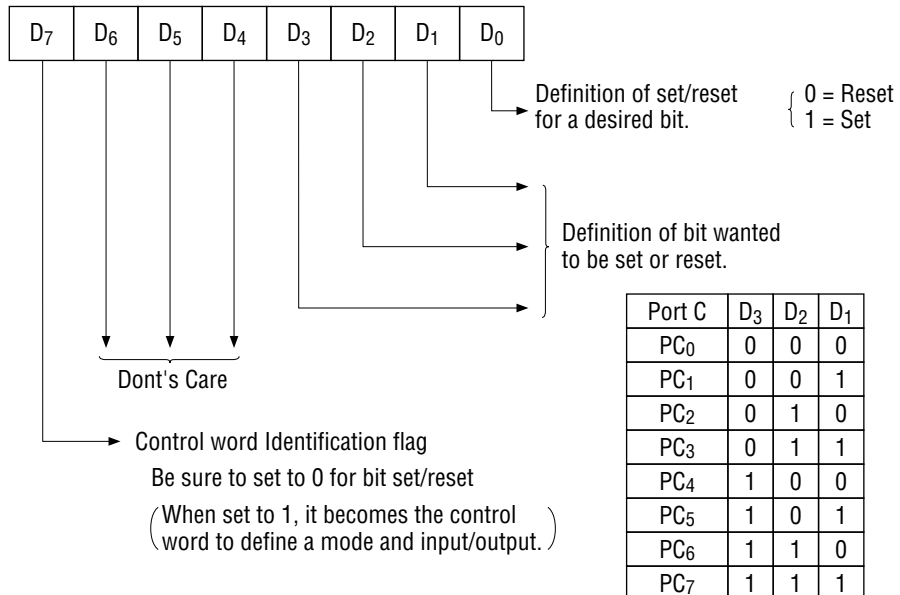 D7 D6 D5 D4 D3 D2 D1 D0
Definition of set/reset
for a desired bit.
0 = Reset
1 = Set
Definition of bit wanted
to be set or reset.
Dont's Care
Control word Identification flag
Be sure to set to 0 for bit set/reset
(When set to 1, it becomes the control
word to define a mode and input/output.)
Port C D3 D2 D1
PC0 0 0 0
PC1 0 0 1
PC2 0 1 0
PC3 0 1 1
PC4 1 0 0
PC5 1 0 1
PC6 1 1 0
PC7 1 1 1